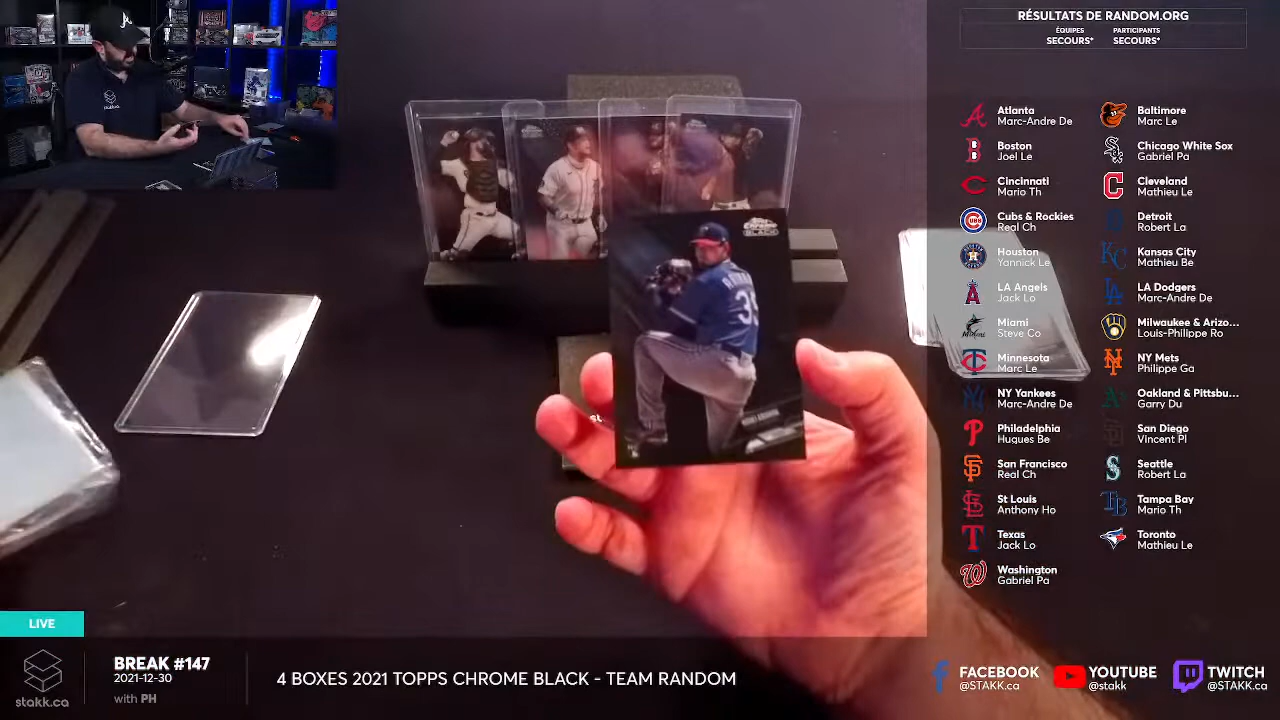 RÉSULTATS DE RANDOM.ORG
ÉQUIPES
SECOURS*
PARTICIPANTS
SECOURS*
Atlanta
Marc-Andre De
Baltimore
Marc Le
Boston
Joel Le
Chicago White Sox
Gabriel Pa
Cincinnati
Mario Th
Cleveland
Mathieu Le
Cubs & Rockies
Real Ch
Detroit
Robert La
Houston
Yannick Le
Kansas City
Mathieu Be
LA Angels
Jack Lo
LA Dodgers
Marc-Andre De
Miami
Steve Co
Milwaukee & Arizo...
Louis-Philippe Ro
Minnesota
Marc Le
NY Mets
Philippe Ga
NY Yankees
Marc-Andre De
Oakland & Pittsbu...
Garry Du
Philadelphia
Hugues Be
San Diego
Vincent Pl
San Francisco
Real Ch
Seattle
Robert La
St Louis
Anthony Ho
Tampa Bay
Mario Th
Texas
Jack Lo
Toronto
Mathieu Le
Washington
Gabriel Pa
stakk.ca
Chrome
BLACK
LIVE
stakk.ca
BREAK #147
2021-12-30
with PH
4 BOXES 2021 TOPPS CHROME BLACK - TEAM RANDOM
FACEBOOK
@STAKK.ca
YOUTUBE
@stakk
TWITCH
@STAKK.ca